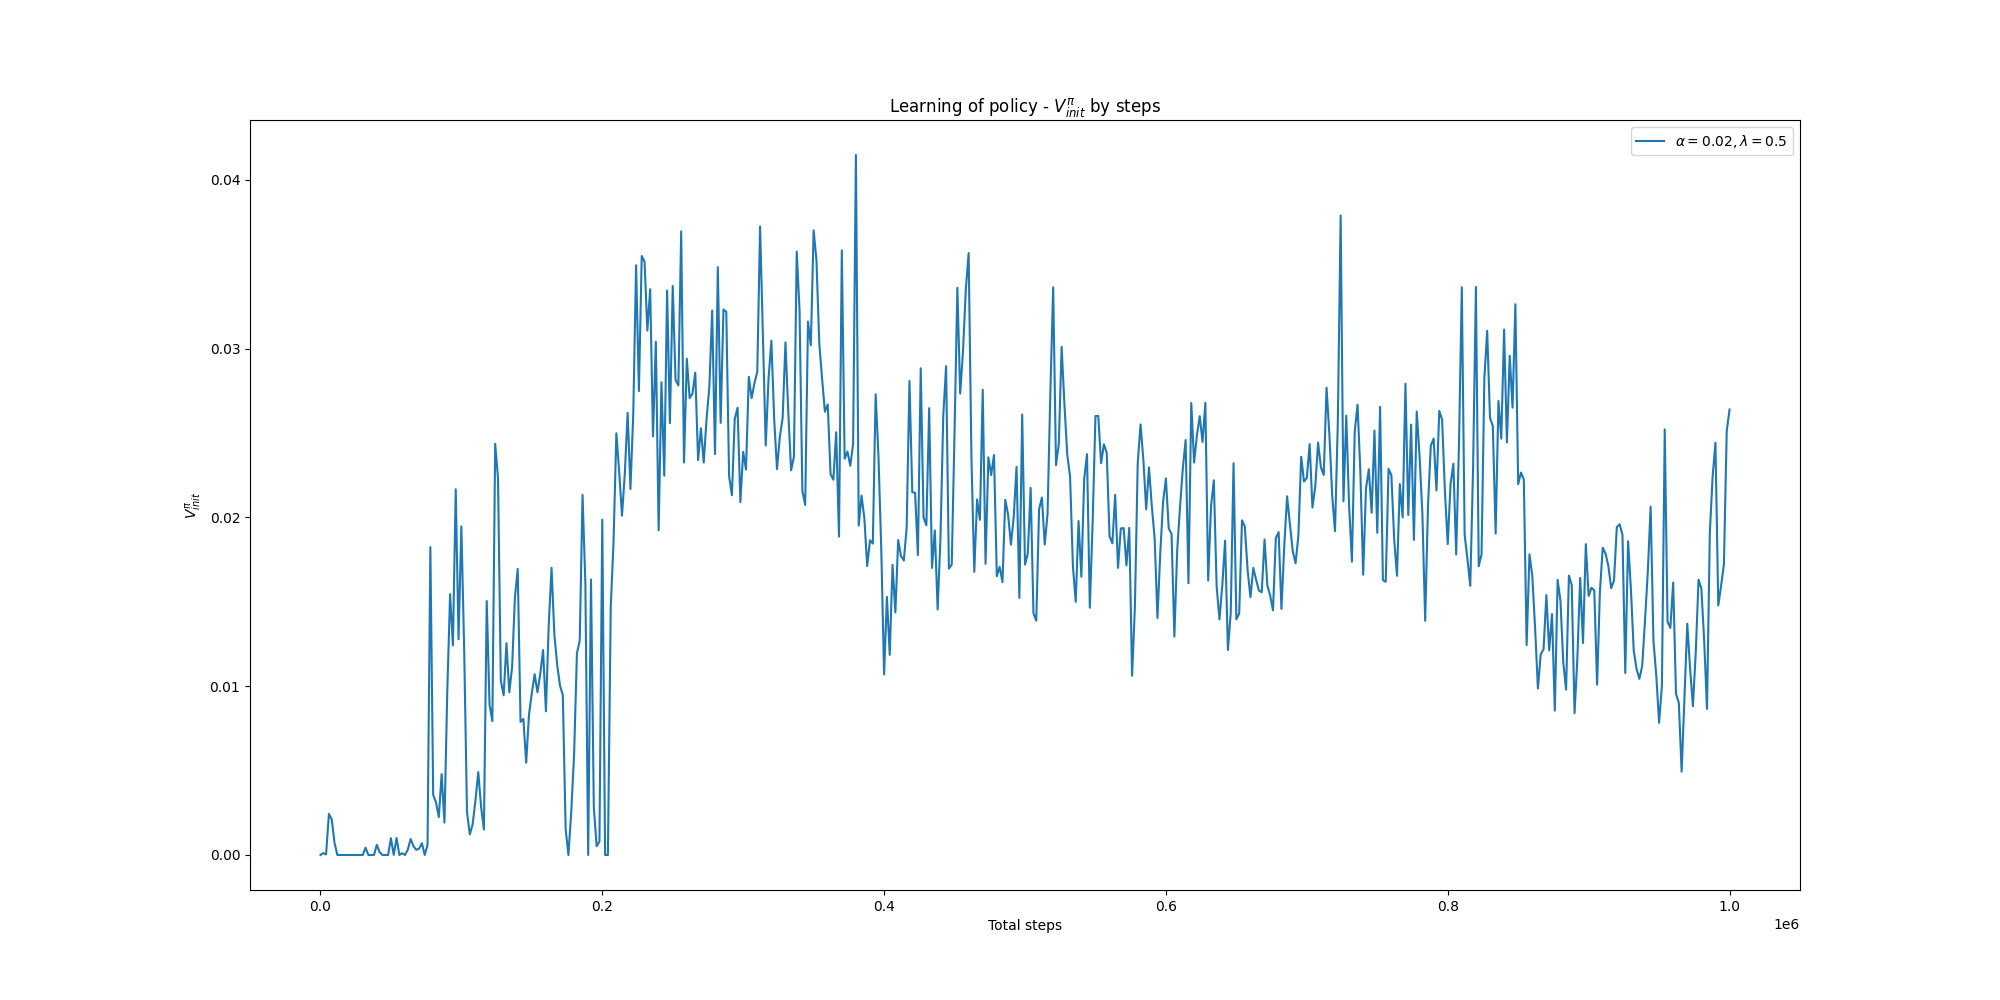 Learning of policy - $V_{init}^{\pi}$ by steps
α = 0.02, λ = 0.5
0.04
0.03
0.02
0.01
0.00
$V_{init}^{\pi}$
0.0 0.2 0.4 0.6 0.8 1.0
Total steps
1e6